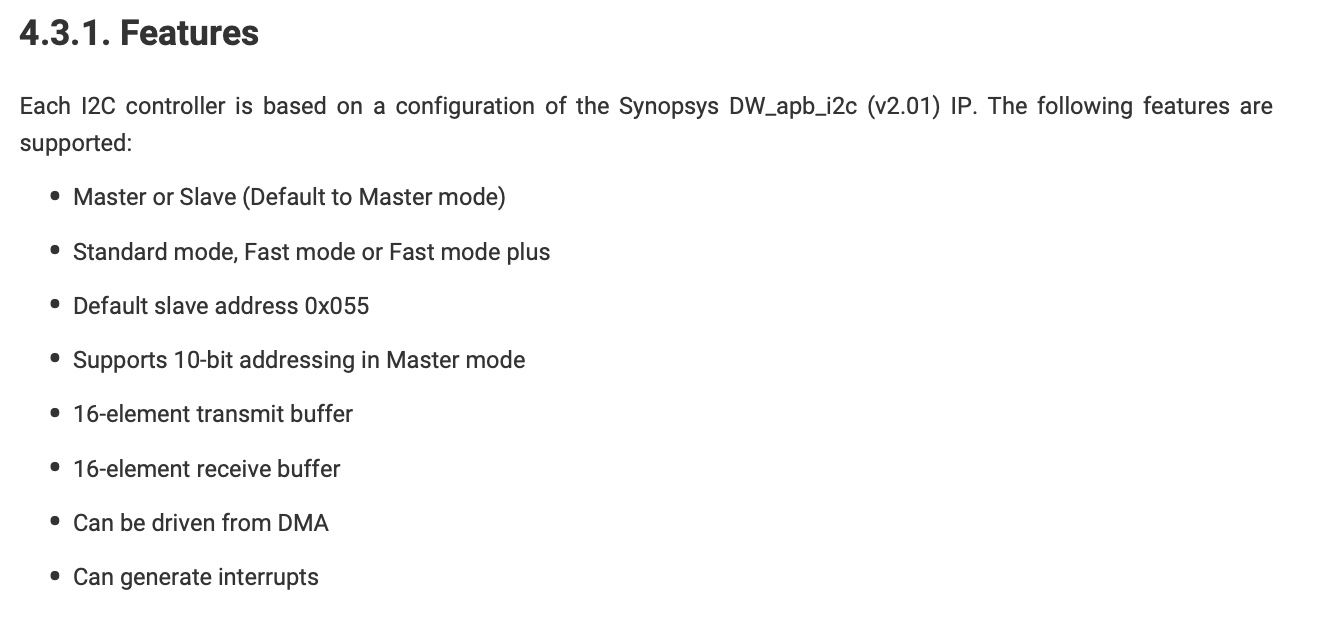 4.3.1. Features
Each I2C controller is based on a configuration of the Synopsys DW_apb_i2c (v2.01) IP. The following features are
supported:
• Master or Slave (Default to Master mode)
• Standard mode, Fast mode or Fast mode plus
• Default slave address 0x055
• Supports 10-bit addressing in Master mode
• 16-element transmit buffer
• 16-element receive buffer
• Can be driven from DMA
• Can generate interrupts